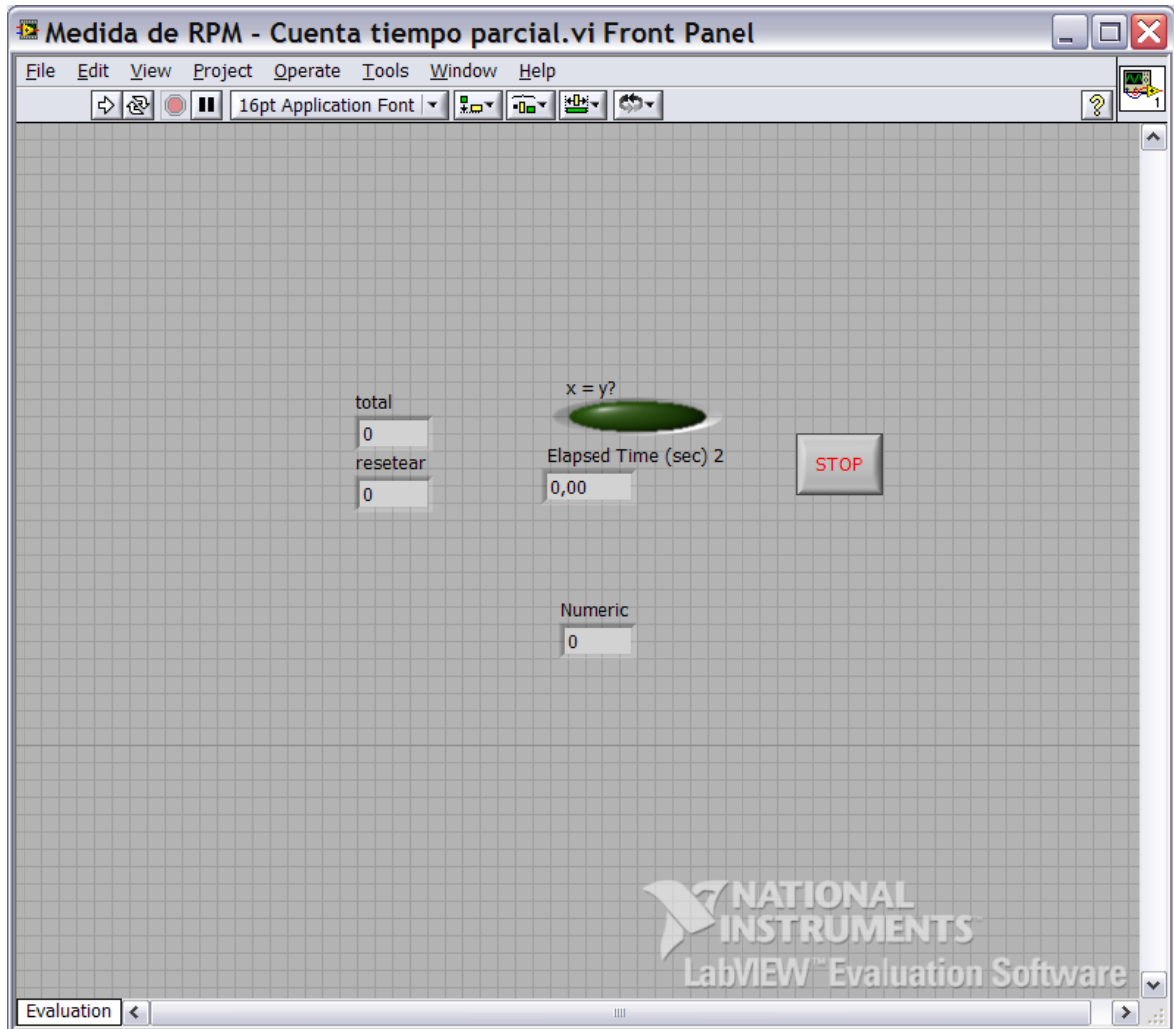 Medida de RPM - Cuenta tiempo parcial.vi Front Panel
File Edit View Project Operate Tools Window Help
16pt Application Font
1
x = y?
total
0
Elapsed Time (sec) 2
resetear
STOP
0,00
0
Numeric
0
NATIONAL
INSTRUMENTS
LabVIEW™ Evaluation Software
Evaluation